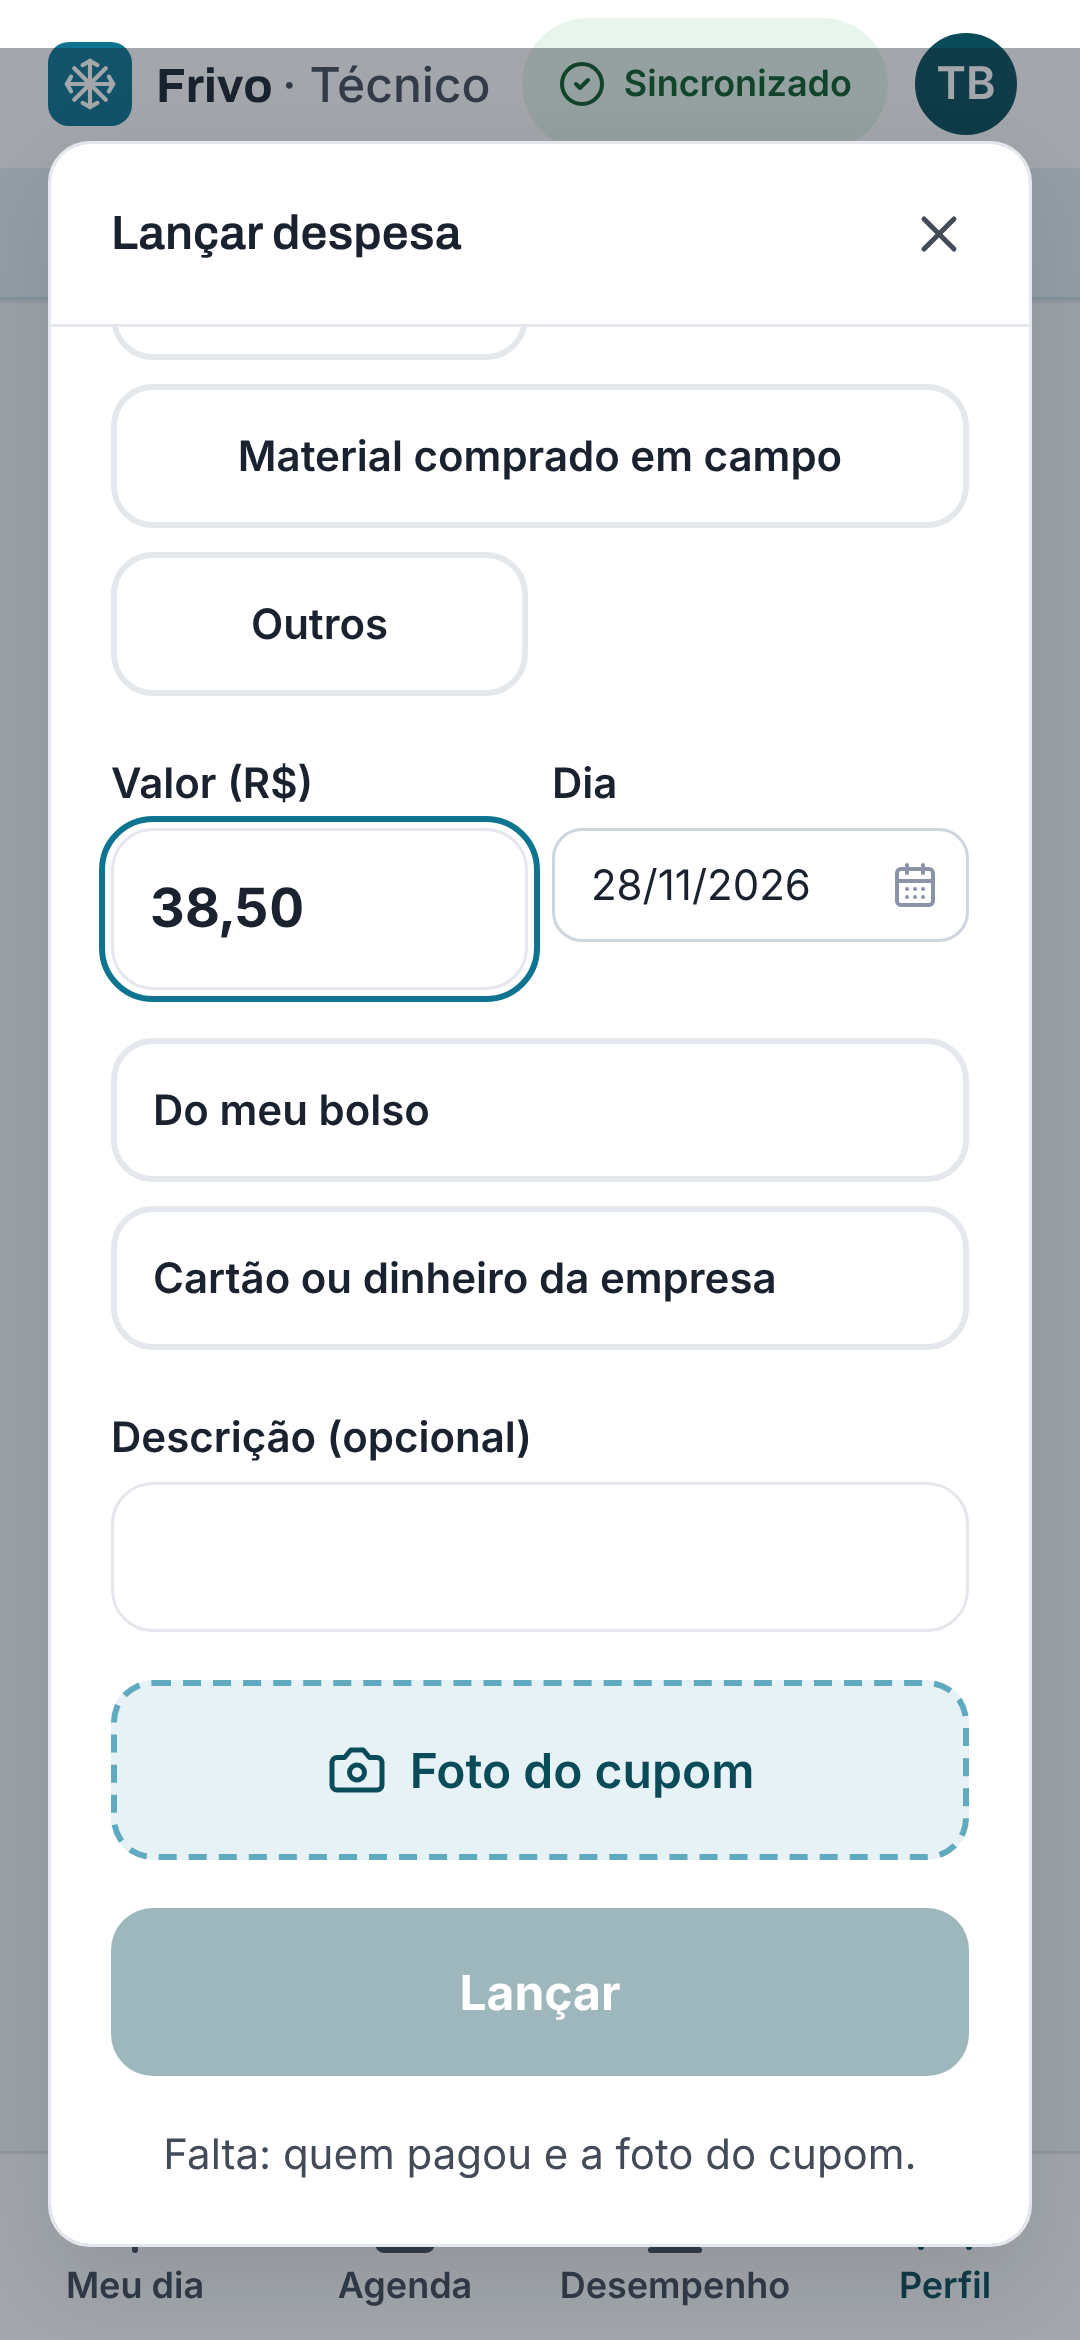 Frivo · Técnico
Sincronizado
TB
Lançar despesa
Material comprado em campo
Outros
Valor (R$)
Dia
38,50
28/11/2026
Do meu bolso
Cartão ou dinheiro da empresa
Descrição (opcional)
Foto do cupom
Lançar
Falta: quem pagou e a foto do cupom.
Meu dia
Agenda
Desempenho
Perfil